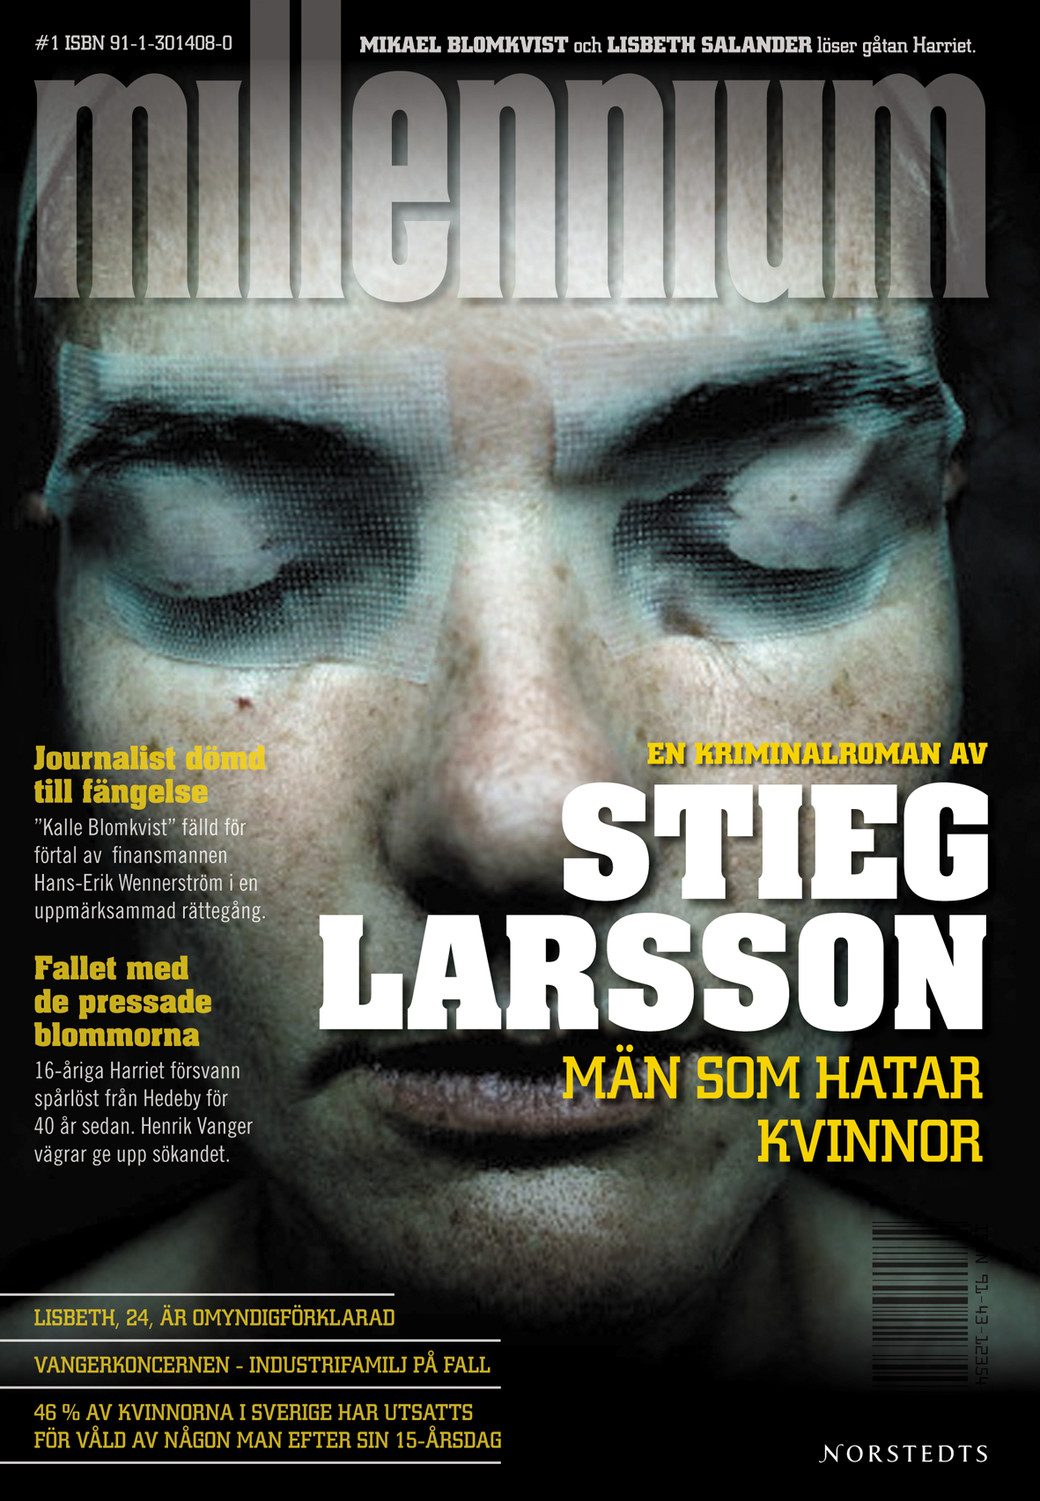 #1 ISBN 91-1-301408-0
MIKAEL BLOMKVIST och LISBETH SALANDER löser gåtan Harriet.
millennium
Journalist dömd
till fängelse
”Kalle Blomkvist” fälld för
förtal av finansmannen
Hans-Erik Wennerström i en
uppmärksammad rättegång.
Fallet med
de pressade
blommorna
16-åriga Harriet försvann
spårlöst från Hedeby för
40 år sedan. Henrik Vanger
vägrar ge upp sökandet.
EN KRIMINALROMAN AV
STIEG
LARSSON
MÄN SOM HATAR
KVINNOR
LISBETH, 24, ÄR OMYNDIGFÖRKLARAD
VANGERKONCERNEN - INDUSTRIFAMILJ PÅ FALL
46 % AV KVINNORNA I SVERIGE HAR UTSATTS
FÖR VÅLD AV NÅGON MAN EFTER SIN 15-ÅRSDAG
NORSTEDTS